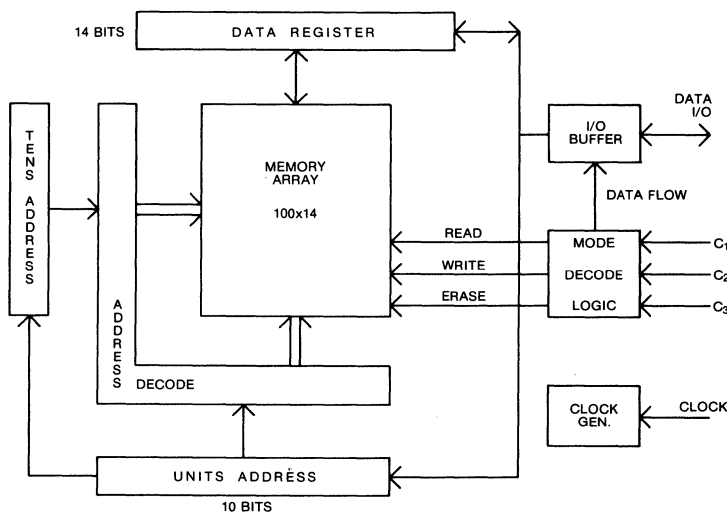 14 BITS
DATA REGISTER
TENS ADDRESS
ADDRESS
DECODE
MEMORY
ARRAY
100x14
I/O
BUFFER
DATA
I/O
DATA FLOW
READ
WRITE
ERASE
MODE
DECODE
LOGIC
C1
C2
C3
CLOCK
GEN.
CLOCK
UNITS ADDRESS
10 BITS